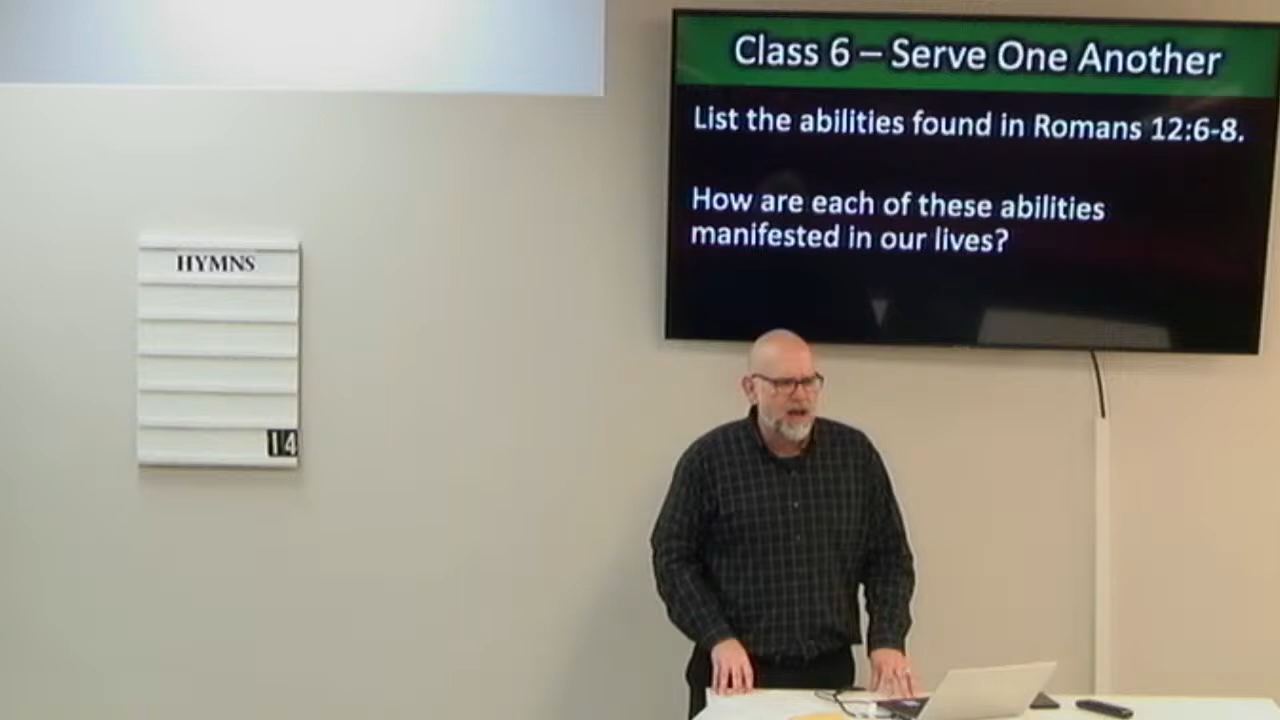 Class 6 – Serve One Another
List the abilities found in Romans 12:6-8.
How are each of these abilities
manifested in our lives?
HYMNS
14